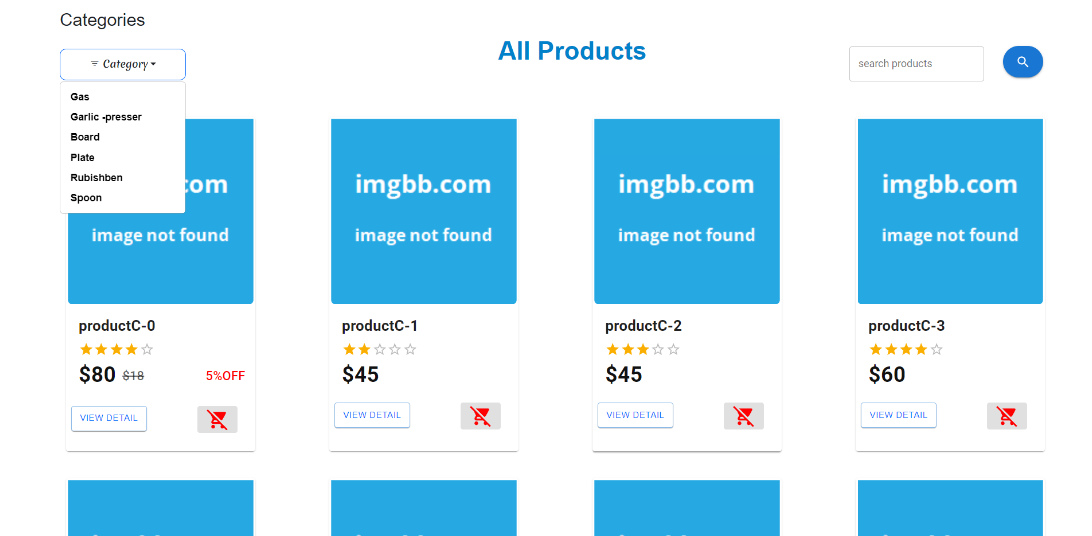 Categories
All Products
Category
search products
Gas
Garlic -presser
Board
Plate
Rubishben
Spoon
.com
image not found
imgbb.com
image not found
imgbb.com
image not found
imgbb.com
image not found
productC-0
$80 $18 5%OFF
VIEW DETAIL
productC-1
$45
VIEW DETAIL
productC-2
$45
VIEW DETAIL
productC-3
$60
VIEW DETAIL